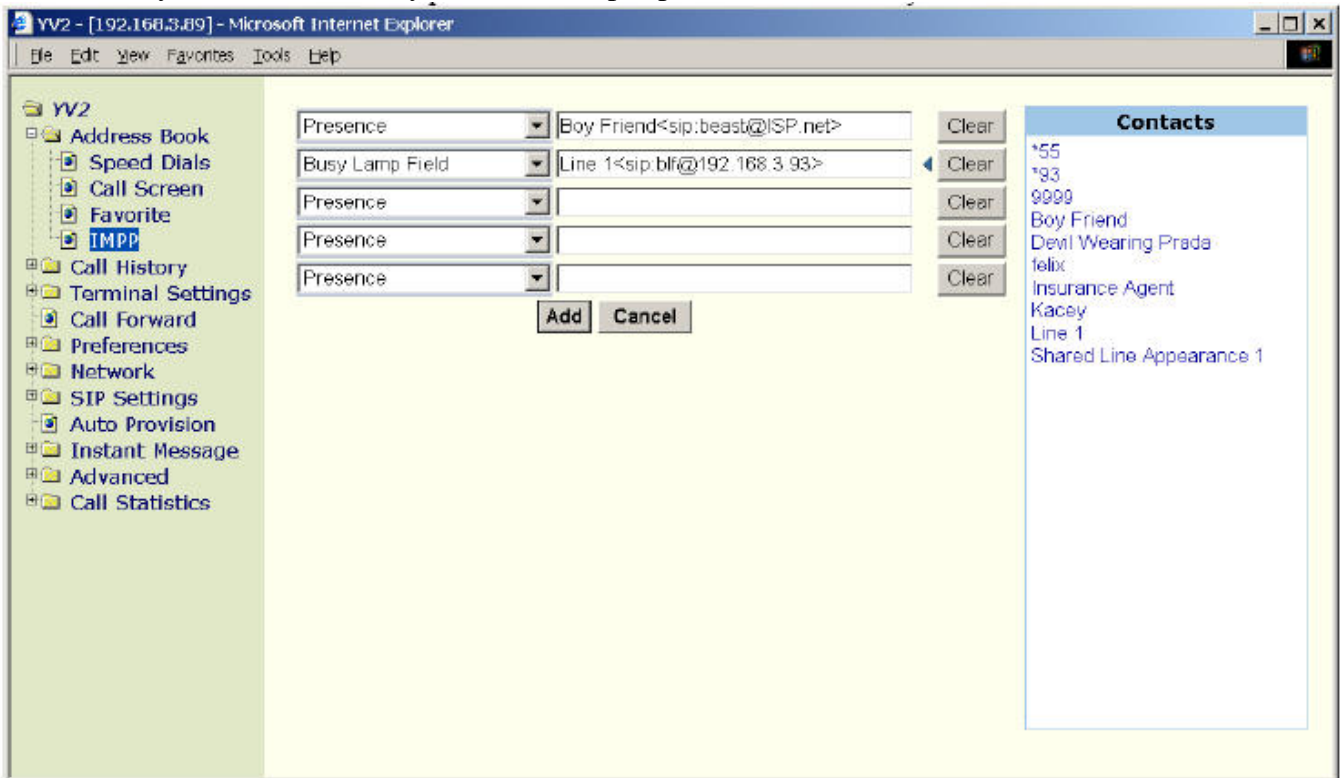 YV2 - [192.168.3.89] - Microsoft Internet Explorer
File Edit View Favorites Tools Help
YV2
Address Book
Speed Dials
Call Screen
Favorite
IMPP
Call History
Terminal Settings
Call Forward
Preferences
Network
SIP Settings
Auto Provision
Instant Message
Advanced
Call Statistics
Presence Boy Friend<sip:beast@ISP.net> Clear
Busy Lamp Field Line 1<sip:blf@192.168.3.93> Clear
Presence Clear
Presence Clear
Presence Clear
Add Cancel
Contacts
*55
*93
9999
Boy Friend
Devil Wearing Prada
felix
Insurance Agent
Kacey
Line 1
Shared Line Appearance 1